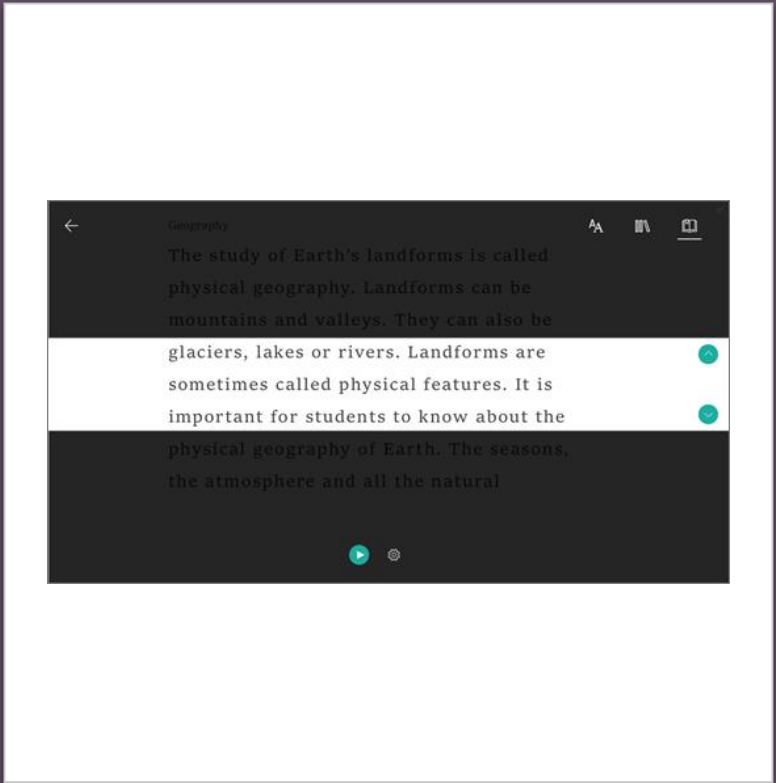 Geography
The study of Earth's landforms is called
physical geography. Landforms can be
mountains and valleys. They can also be
glaciers, lakes or rivers. Landforms are
sometimes called physical features. It is
important for students to know about the
physical geography of Earth. The seasons,
the atmosphere and all the natural